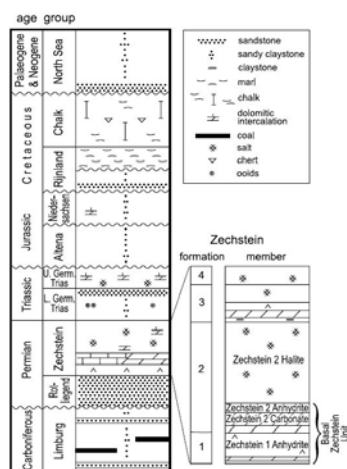 age group
Palaeogene & Neogene
North Sea
Cretaceous
Chalk
Rijnland
Jurassic
Nieder-
sachsen
Altena
Triassic
U. Germ.
Trias
L. Germ.
Trias
Permian
Zechstein
Rot-
liegend
Carboniferous
Limburg
sandstone
sandy claystone
claystone
marl
chalk
dolomitic
intercalation
coal
salt
chert
ooids
Zechstein
formation member
4
3
2
Zechstein 2 Halite
Zechstein 2 Anhydrite
Zechstein 2 Carbonate
1
Zechstein 1 Anhydrite
Basal
Zechstein
Unit